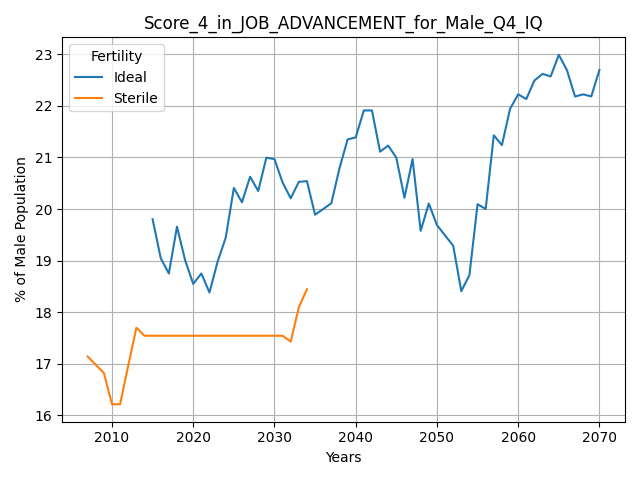 Score_4_in_JOB_ADVANCEMENT_for_Male_Q4_IQ
Fertility
Ideal
Sterile
% of Male Population
23
22
21
20
19
18
17
16
2010 2020 2030 2040 2050 2060 2070
Years